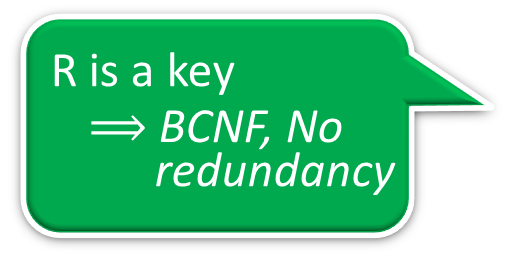 R is a key
⟹ BCNF, No
redundancy